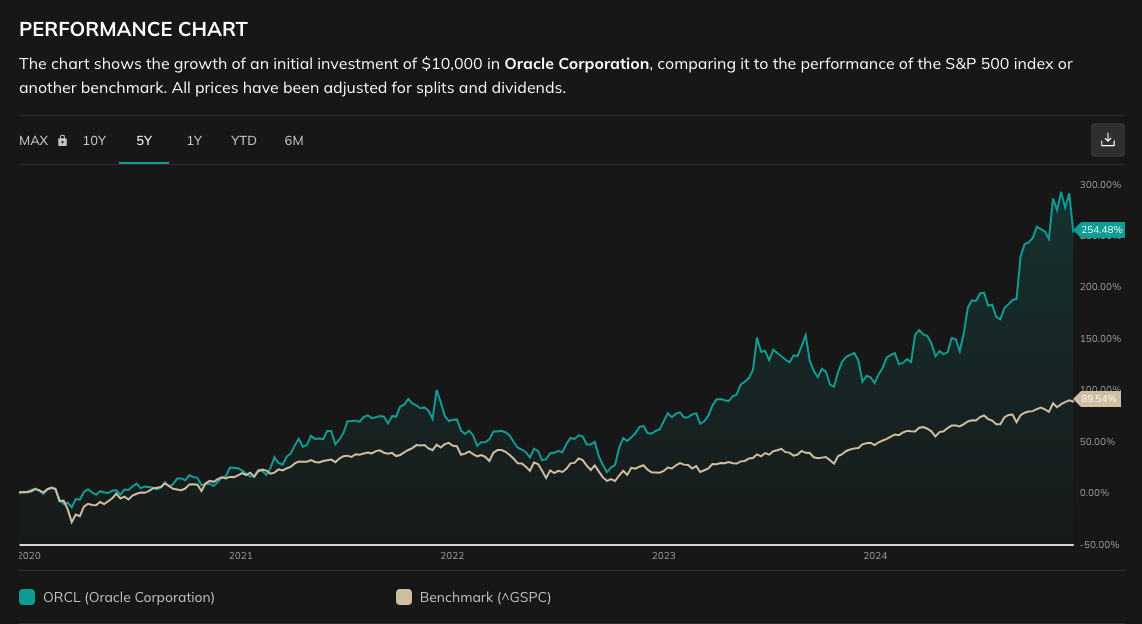 PERFORMANCE CHART
The chart shows the growth of an initial investment of $10,000 in Oracle Corporation, comparing it to the performance of the S&P 500 index or
another benchmark. All prices have been adjusted for splits and dividends.
MAX 10Y 5Y 1Y YTD 6M
300.00%
254.48%
200.00%
150.00%
100.00%
89.54%
50.00%
0.00%
-50.00%
2020 2021 2022 2023 2024
ORCL (Oracle Corporation) Benchmark (^GSPC)